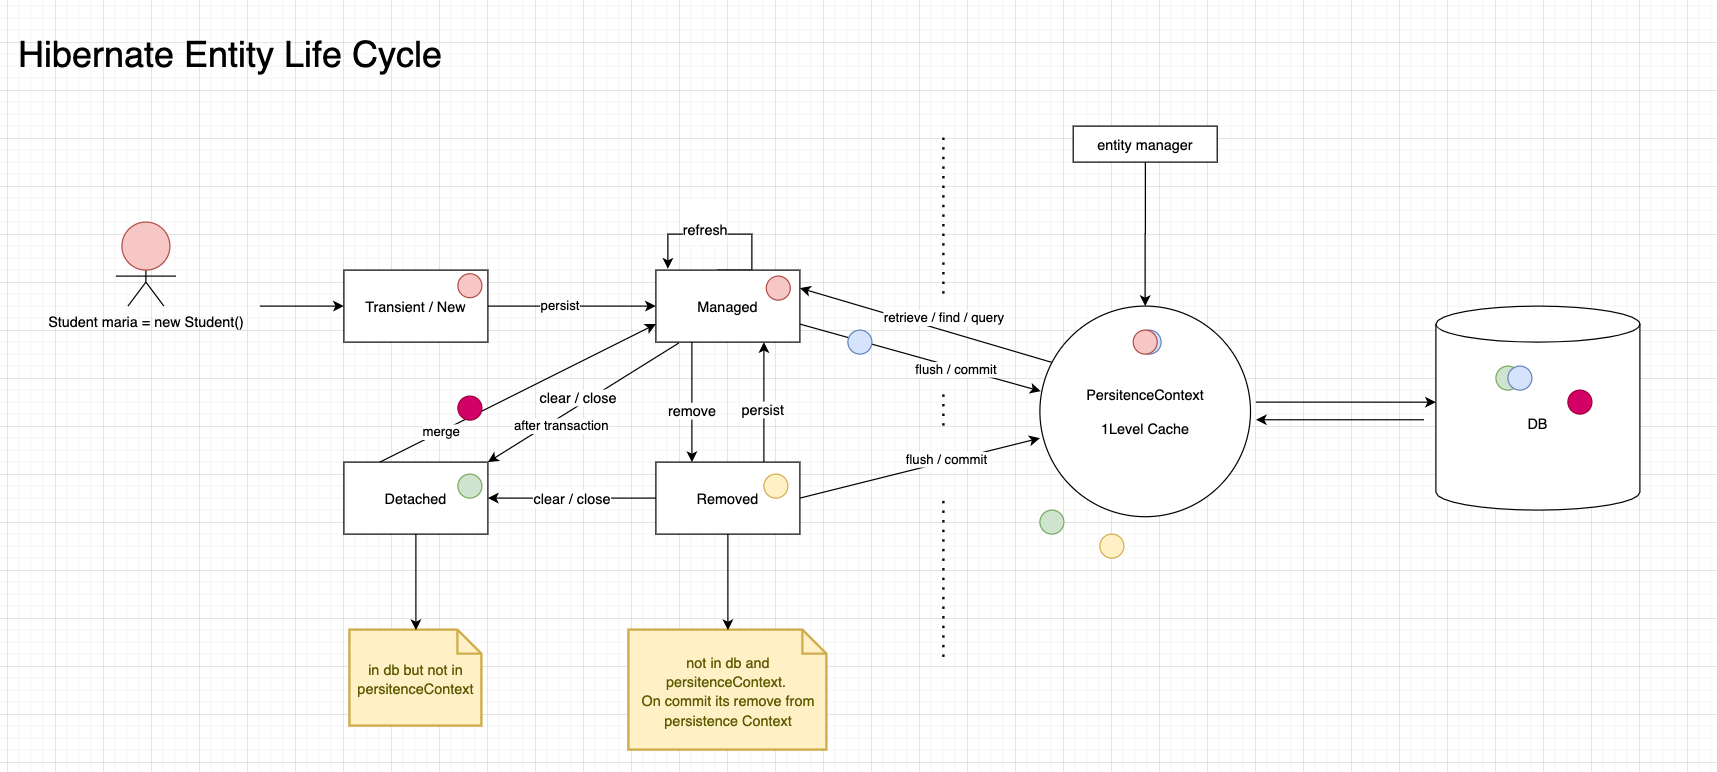 Hibernate Entity Life Cycle
entity manager
refresh
Student maria = new Student()
Transient / New
persist
Managed
retrieve / find / query
flush / commit
PersitenceContext
1Level Cache
DB
clear / close
after transaction
remove
persist
merge
flush / commit
Detached
clear / close
Removed
in db but not in
persitenceContext
not in db and
persitenceContext.
On commit its remove from
persistence Context